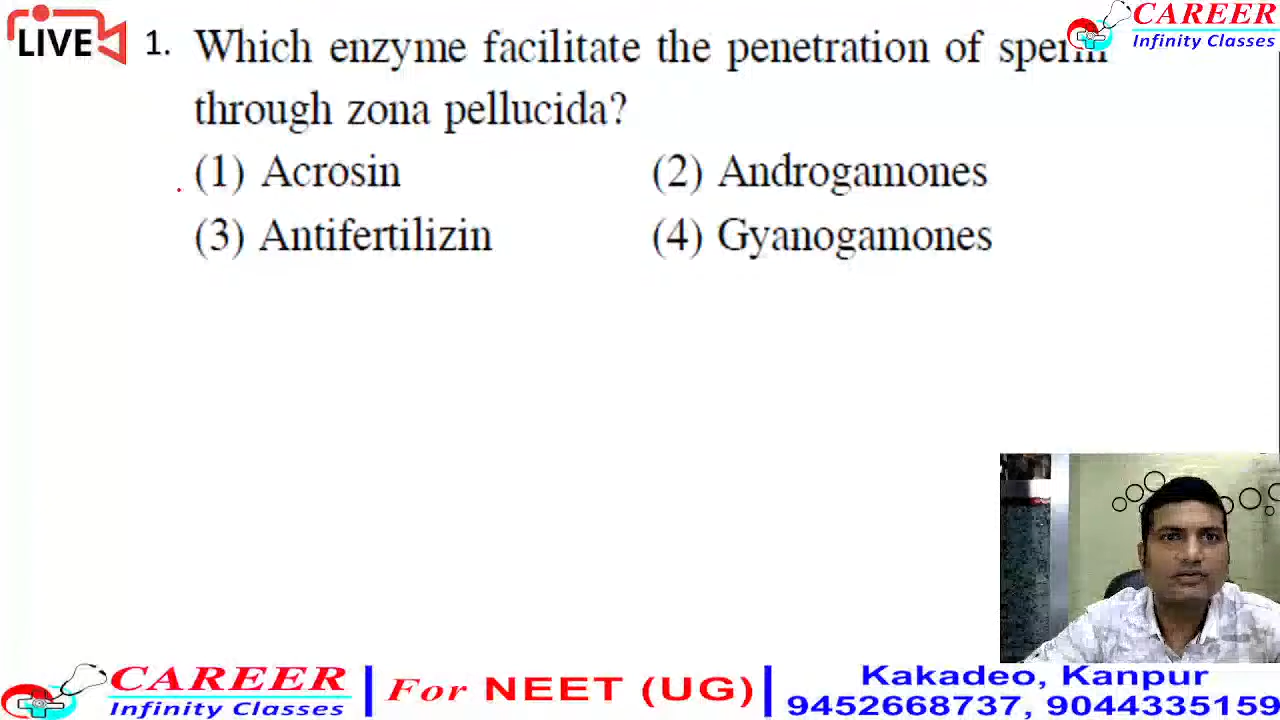 LIVE
CAREER
Infinity Classes
1. Which enzyme facilitate the penetration of sperm
through zona pellucida?
(1) Acrosin (2) Androgamones
(3) Antifertilizin (4) Gyanogamones
CAREER
Infinity Classes
For NEET (UG)
Kakadeo, Kanpur
9452668737, 9044335159